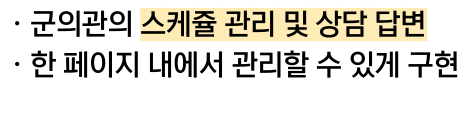 · 군의관의 스케쥴 관리 및 상담 답변
· 한 페이지 내에서 관리할 수 있게 구현